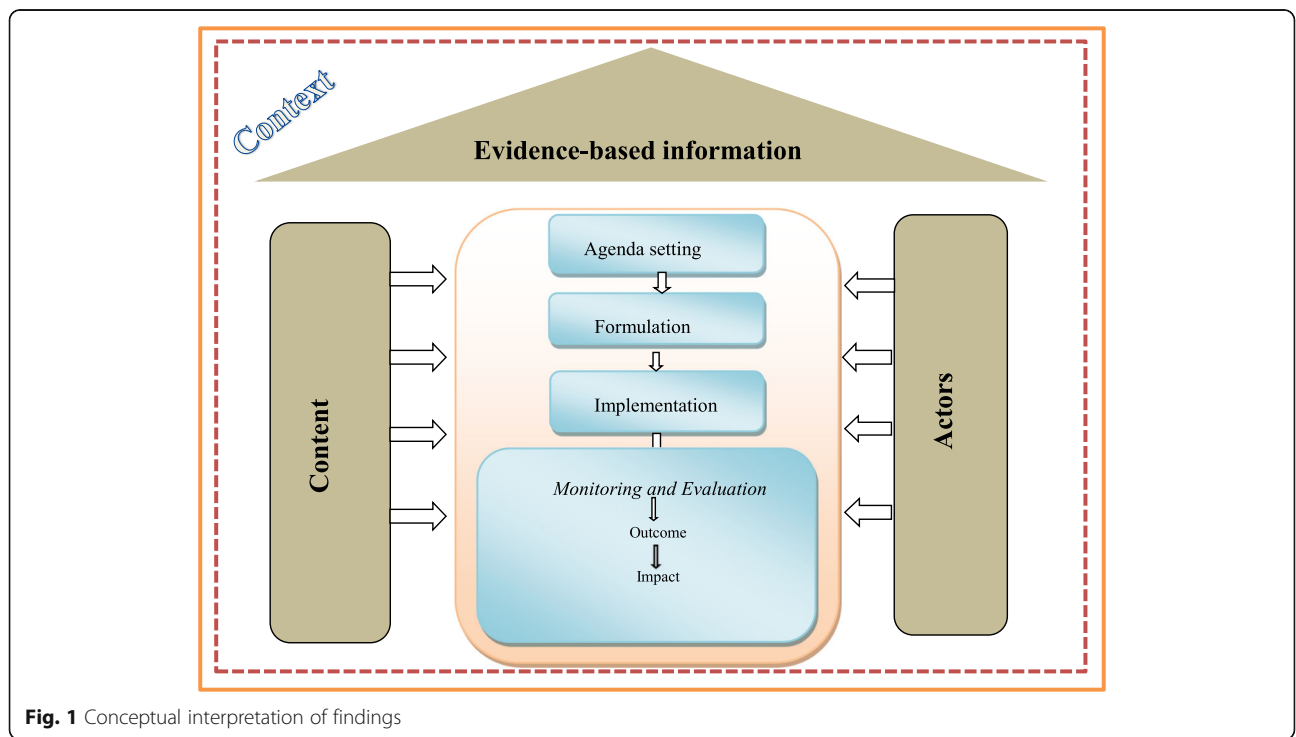 Context
Evidence-based information
Content
Agenda setting
Formulation
Implementation
Monitoring and Evaluation
Outcome
Impact
Actors
Fig. 1 Conceptual interpretation of findings